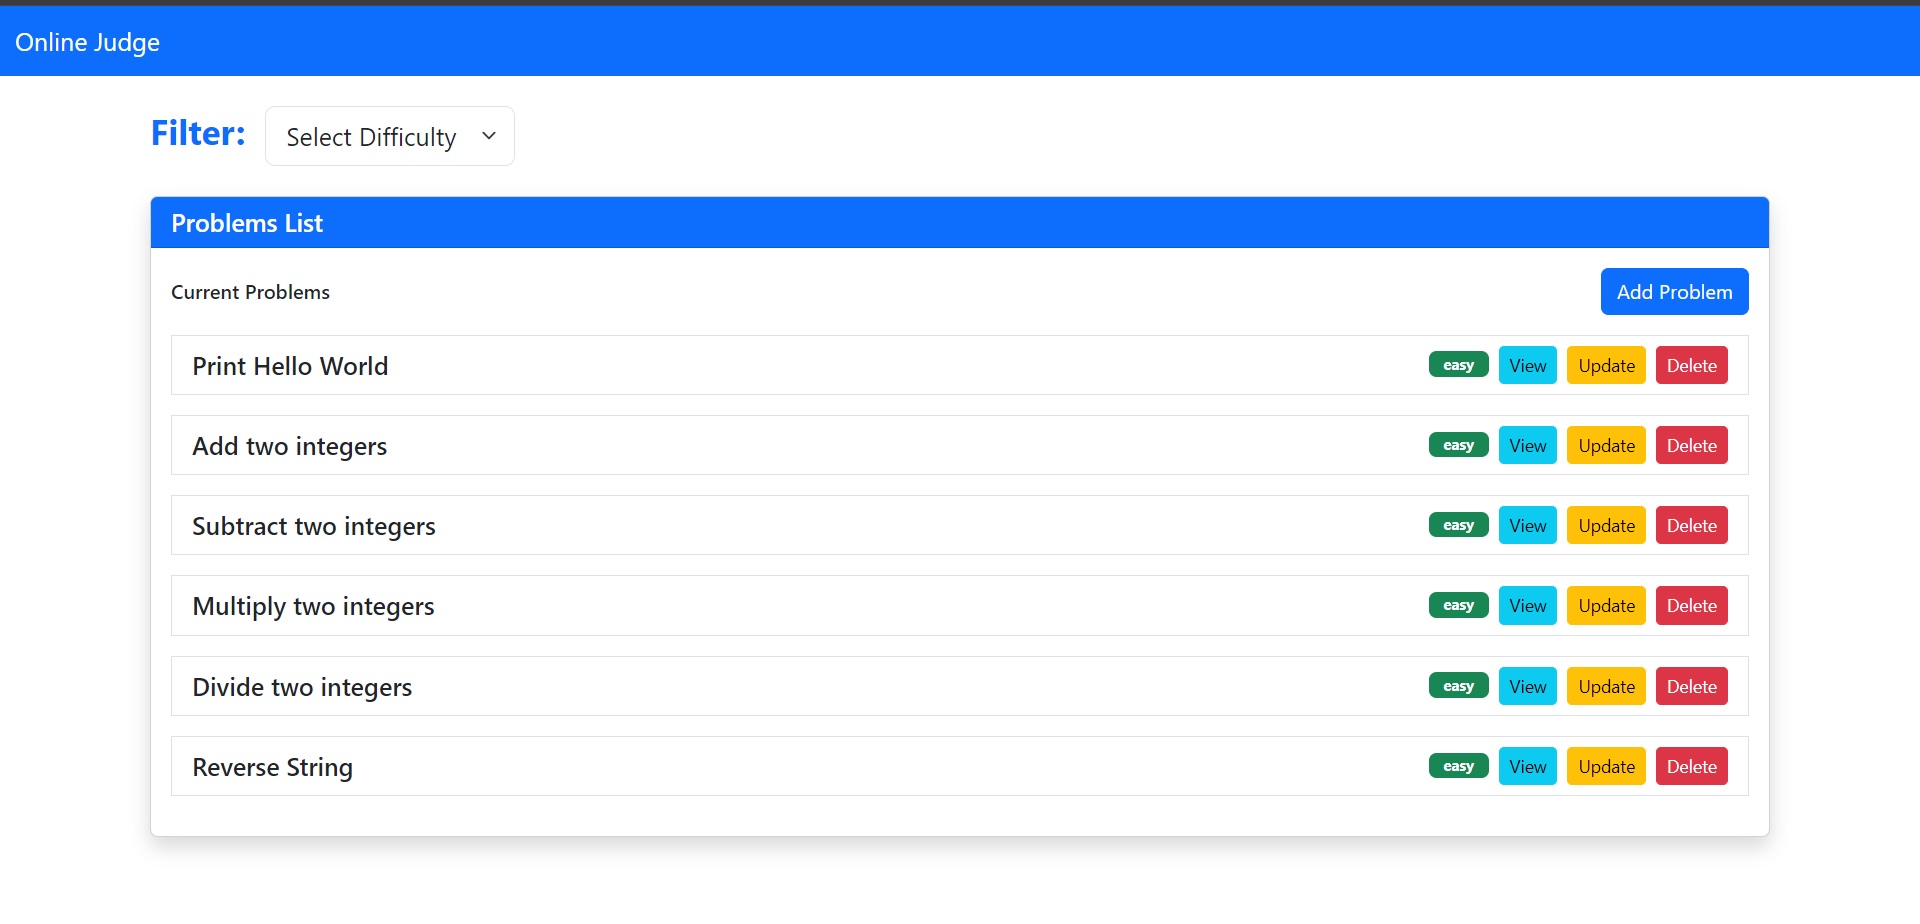 Online Judge
Filter: Select Difficulty
Problems List
Current Problems Add Problem
Print Hello World easy View Update Delete
Add two integers easy View Update Delete
Subtract two integers easy View Update Delete
Multiply two integers easy View Update Delete
Divide two integers easy View Update Delete
Reverse String easy View Update Delete